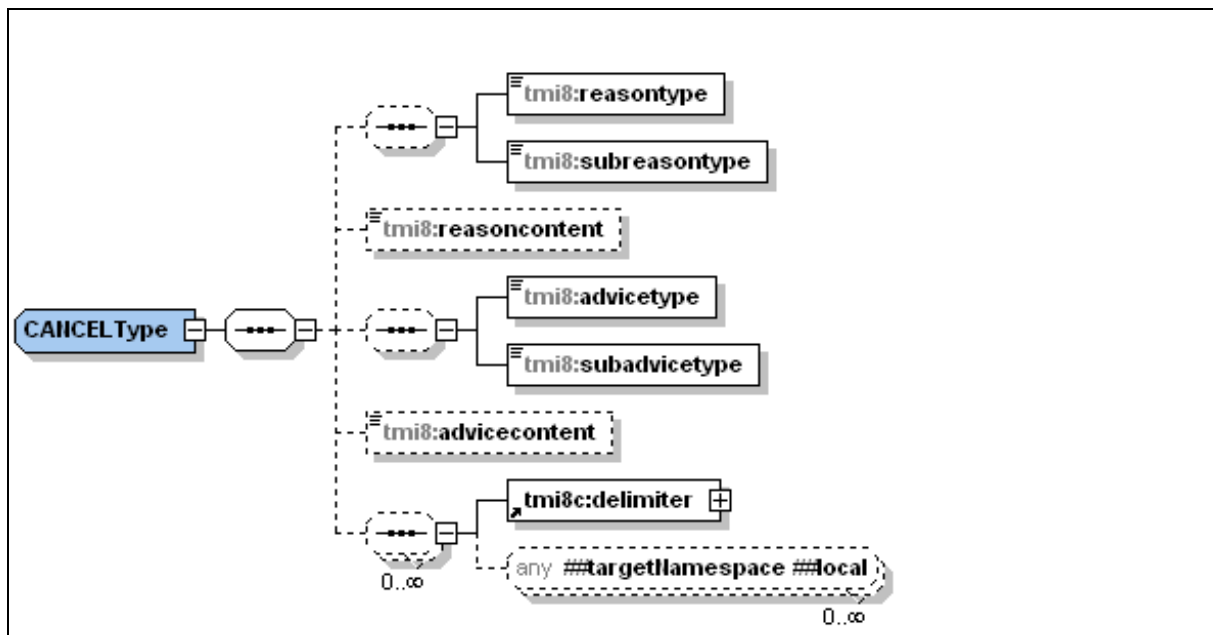 tmi8:reasontype
tmi8:subreasontype
tmi8:reasoncontent
tmi8:advicetype
CANCELType
tmi8:subadvicetype
tmi8:advicecontent
tmi8c:delimiter
any ##targetNamespace ##local
0..∞
0..∞